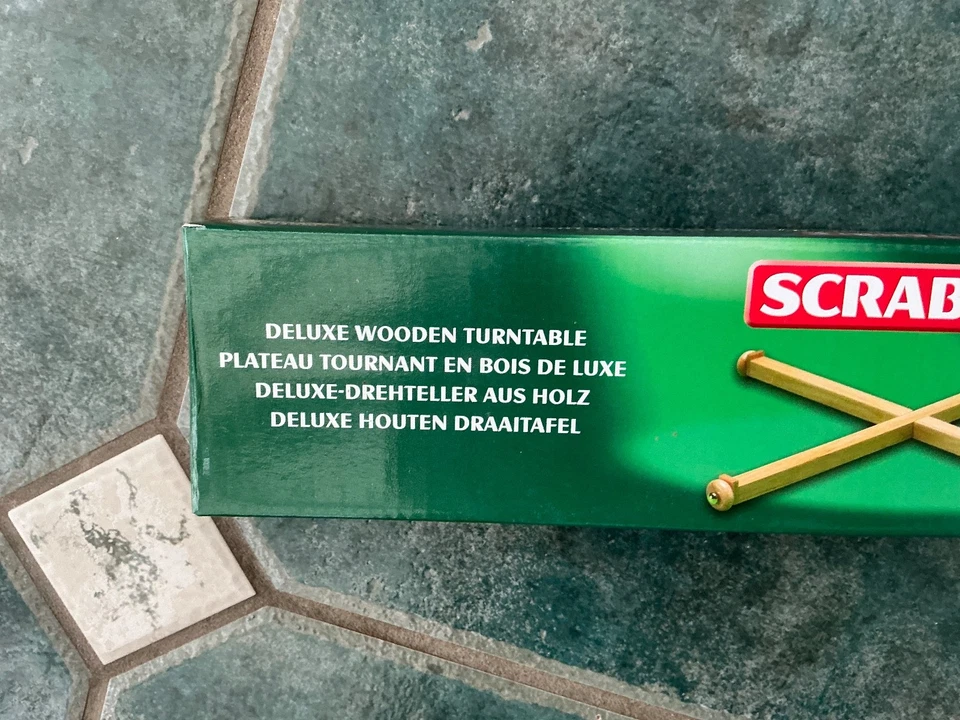 DELUXE WOODEN TURNTABLE
PLATEAU TOURNANT EN BOIS DE LUXE
DELUXE-DREHTELLER AUS HOLZ
DELUXE HOUTEN DRAAITAFEL
SCRAB